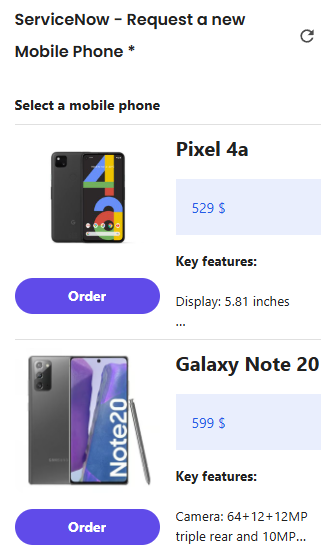 ServiceNow - Request a new
Mobile Phone *
Select a mobile phone
Pixel 4a
529 $
Key features:
Display: 5.81 inches
...
Order
Galaxy Note 20
Note20
599 $
Key features:
Camera: 64+12+12MP
triple rear and 10MP...
Order